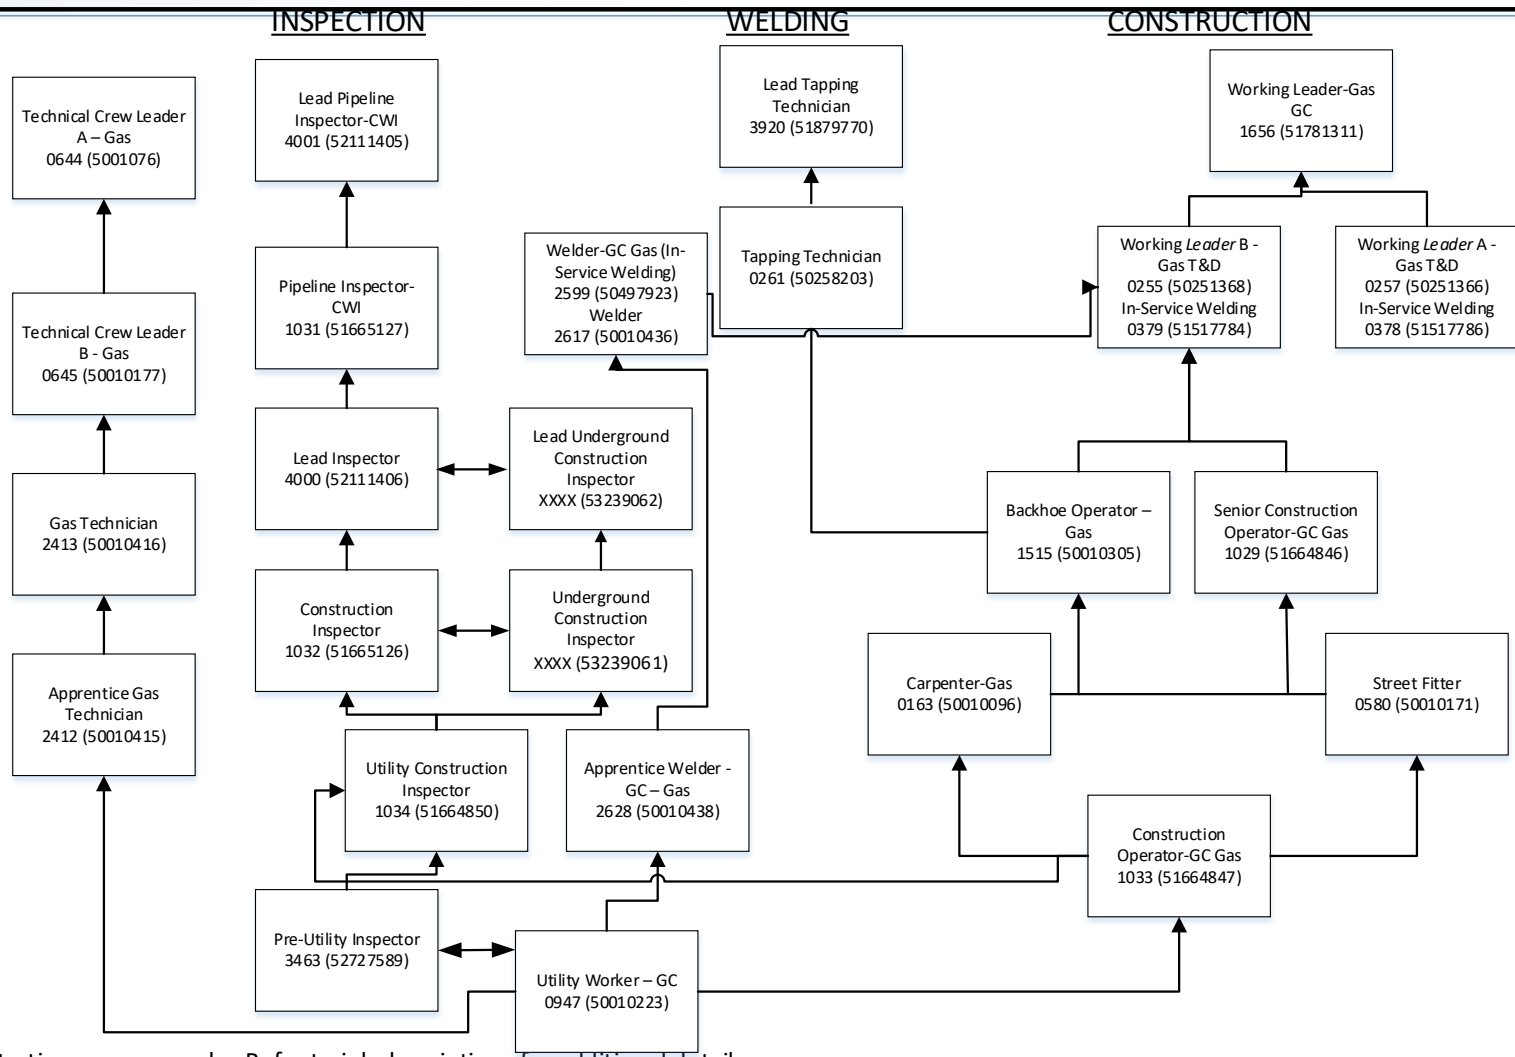 INSPECTION
WELDING
CONSTRUCTION
Technical Crew Leader
A – Gas
0644 (5001076)
Technical Crew Leader
B - Gas
0645 (50010177)
Gas Technician
2413 (50010416)
Apprentice Gas
Technician
2412 (50010415)
Lead Pipeline
Inspector-CWI
4001 (52111405)
Pipeline Inspector-
CWI
1031 (51665127)
Lead Inspector
4000 (52111406)
Lead Underground
Construction
Inspector
XXXX (53239062)
Construction
Inspector
1032 (51665126)
Underground
Construction
Inspector
XXXX (53239061)
Utility Construction
Inspector
1034 (51664850)
Pre-Utility Inspector
3463 (52727589)
Lead Tapping
Technician
3920 (51879770)
Tapping Technician
0261 (50258203)
Welder-GC Gas (In-
Service Welding)
2599 (50497923)
Welder
2617 (50010436)
Apprentice Welder -
GC – Gas
2628 (50010438)
Utility Worker – GC
0947 (50010223)
Working Leader-Gas
GC
1656 (51781311)
Working Leader B -
Gas T&D
0255 (50251368)
In-Service Welding
0379 (51517784)
Working Leader A -
Gas T&D
0257 (50251366)
In-Service Welding
0378 (51517786)
Backhoe Operator –
Gas
1515 (50010305)
Senior Construction
Operator-GC Gas
1029 (51664846)
Carpenter-Gas
0163 (50010096)
Street Fitter
0580 (50010171)
Construction
Operator-GC Gas
1033 (51664847)